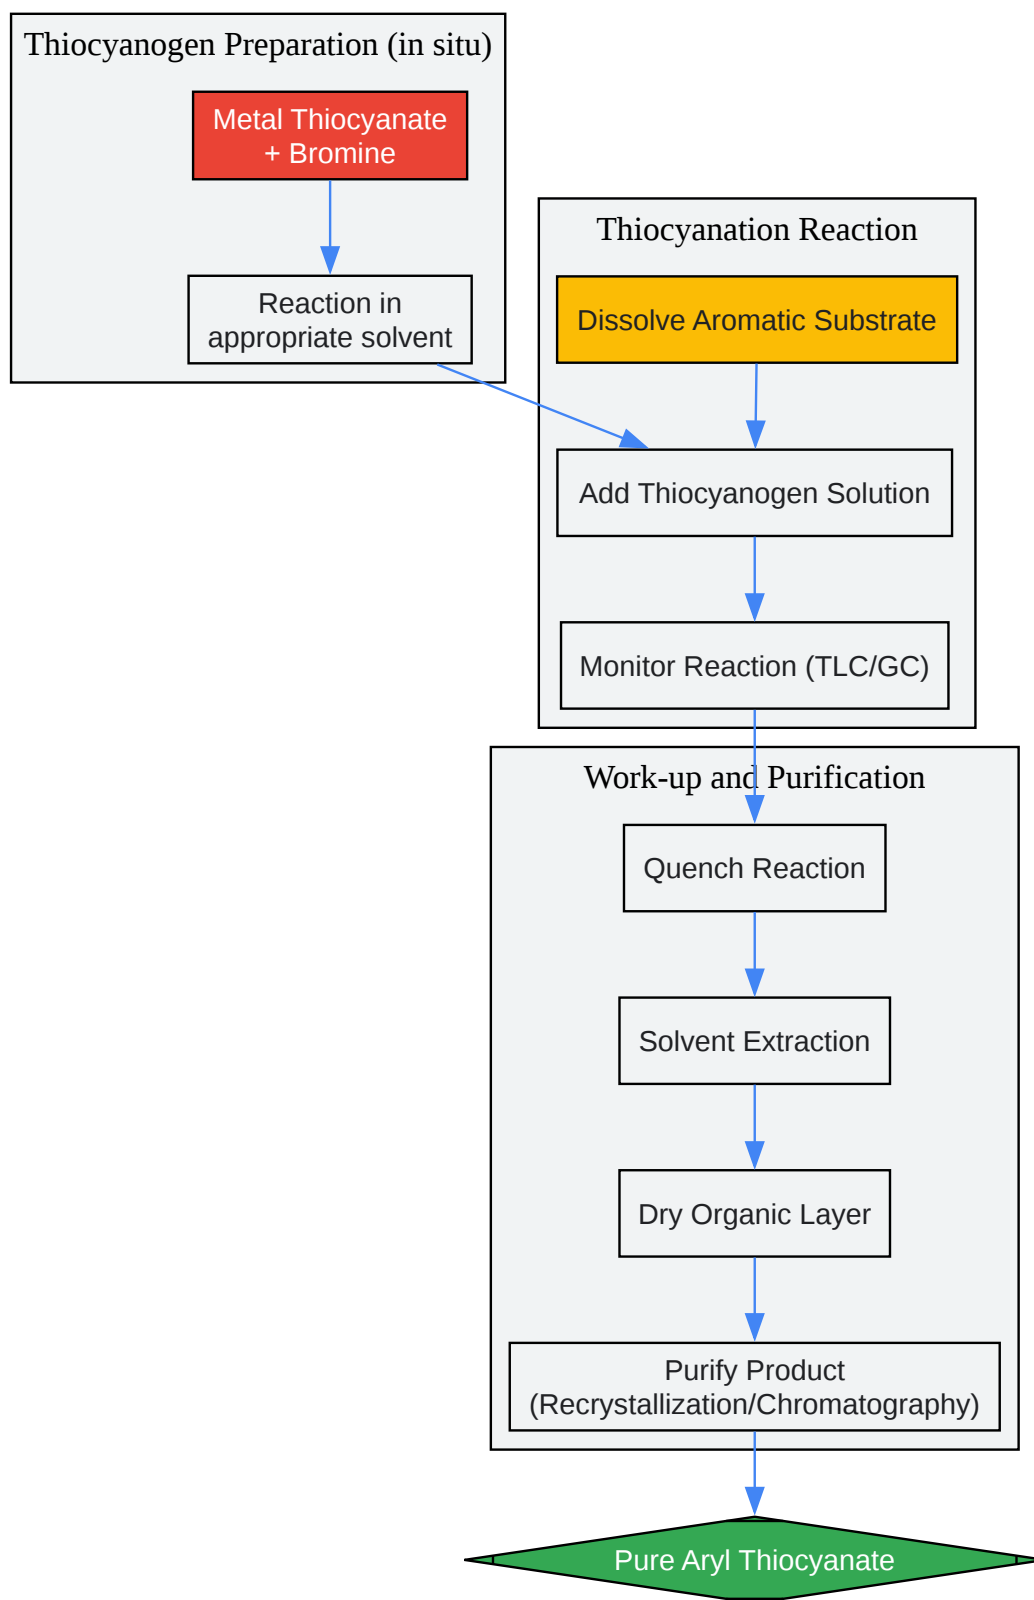 Thiocyanogen Preparation (in situ)
Metal Thiocyanate
+ Bromine
Reaction in
appropriate solvent
Thiocyanation Reaction
Dissolve Aromatic Substrate
Add Thiocyanogen Solution
Monitor Reaction (TLC/GC)
Work-up and Purification
Quench Reaction
Solvent Extraction
Dry Organic Layer
Purify Product
(Recrystallization/Chromatography)
Pure Aryl Thiocyanate